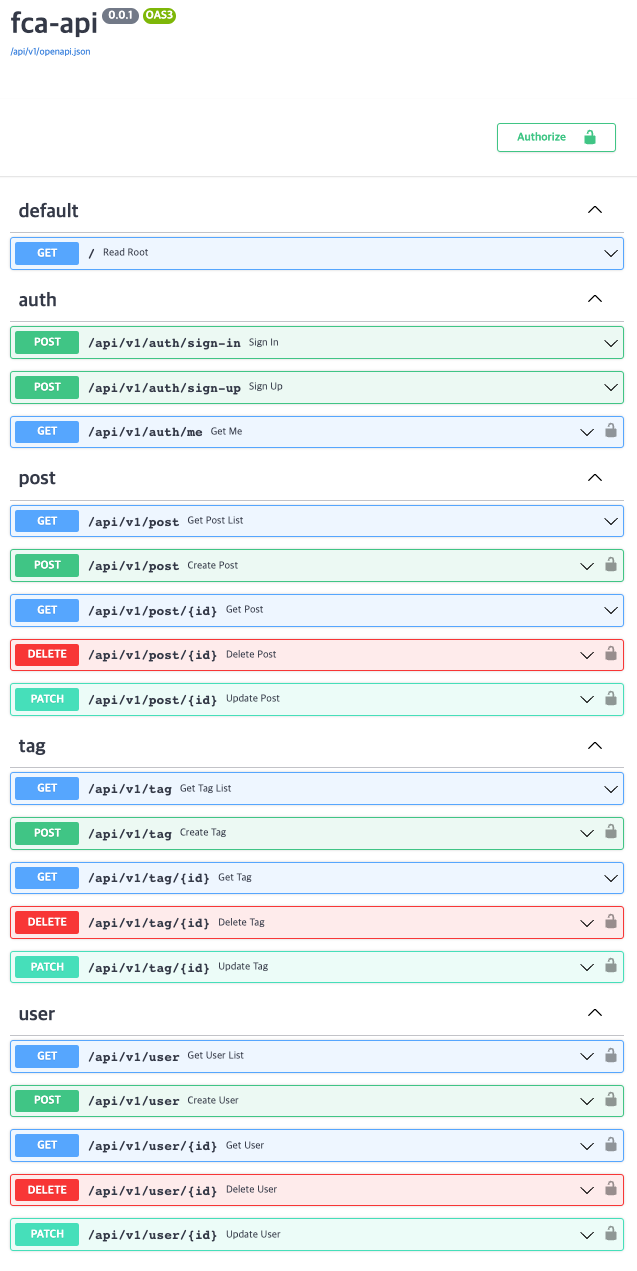 fca-api 0.0.1 OAS3
/api/v1/openapi.json
Authorize
default
GET / Read Root
auth
POST /api/v1/auth/sign-in Sign In
POST /api/v1/auth/sign-up Sign Up
GET /api/v1/auth/me Get Me
post
GET /api/v1/post Get Post List
POST /api/v1/post Create Post
GET /api/v1/post/{id} Get Post
DELETE /api/v1/post/{id} Delete Post
PATCH /api/v1/post/{id} Update Post
tag
GET /api/v1/tag Get Tag List
POST /api/v1/tag Create Tag
GET /api/v1/tag/{id} Get Tag
DELETE /api/v1/tag/{id} Delete Tag
PATCH /api/v1/tag/{id} Update Tag
user
GET /api/v1/user Get User List
POST /api/v1/user Create User
GET /api/v1/user/{id} Get User
DELETE /api/v1/user/{id} Delete User
PATCH /api/v1/user/{id} Update User